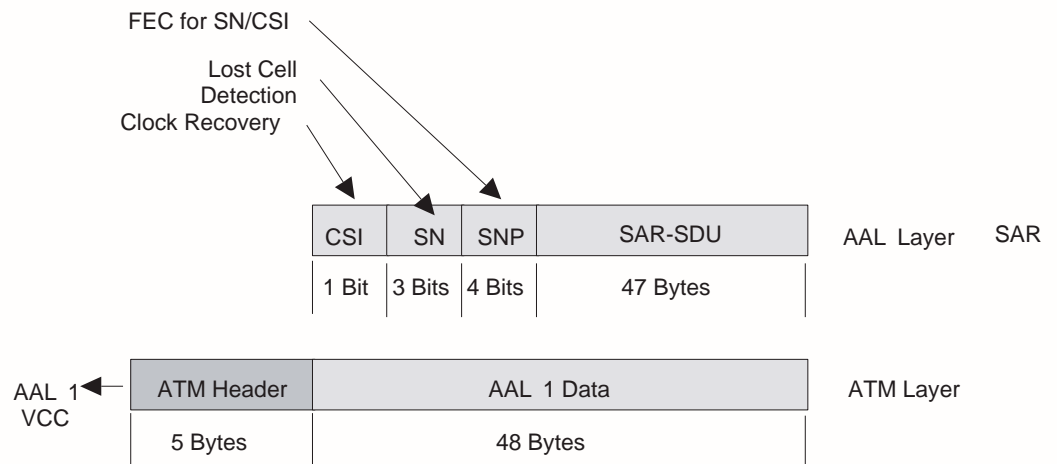 FEC for SN/CSI
Lost Cell
Detection
Clock Recovery
CSI SN SNP SAR-SDU AAL Layer SAR
1 Bit 3 Bits 4 Bits 47 Bytes
AAL 1
VCC
ATM Header AAL 1 Data ATM Layer
5 Bytes 48 Bytes